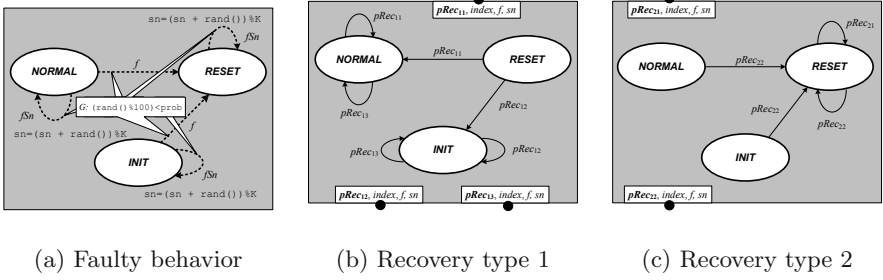 sn=(sn + rand())%K
fSn
NORMAL
f
RESET
G: (rand()%100)<prob
fSn
f
sn=(sn + rand())%K
INIT
fSn
sn=(sn + rand())%K
(a) Faulty behavior
pRec11, index, f, sn
pRec11
NORMAL
pRec11
RESET
pRec13
pRec12
pRec13
INIT
pRec12
pRec12, index, f, sn
pRec13, index, f, sn
(b) Recovery type 1
pRec21, index, f, sn
pRec21
NORMAL
pRec22
RESET
pRec22
pRec22
INIT
pRec22, index, f, sn
(c) Recovery type 2